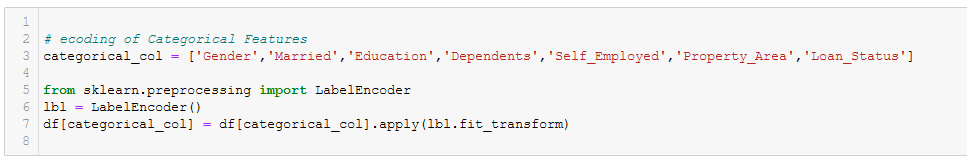 1
2 # ecoding of Categorical Features
3 categorical_col = ['Gender','Married','Education','Dependents','Self_Employed','Property_Area','Loan_Status']
4
5 from sklearn.preprocessing import LabelEncoder
6 lbl = LabelEncoder()
7 df[categorical_col] = df[categorical_col].apply(lbl.fit_transform)
8